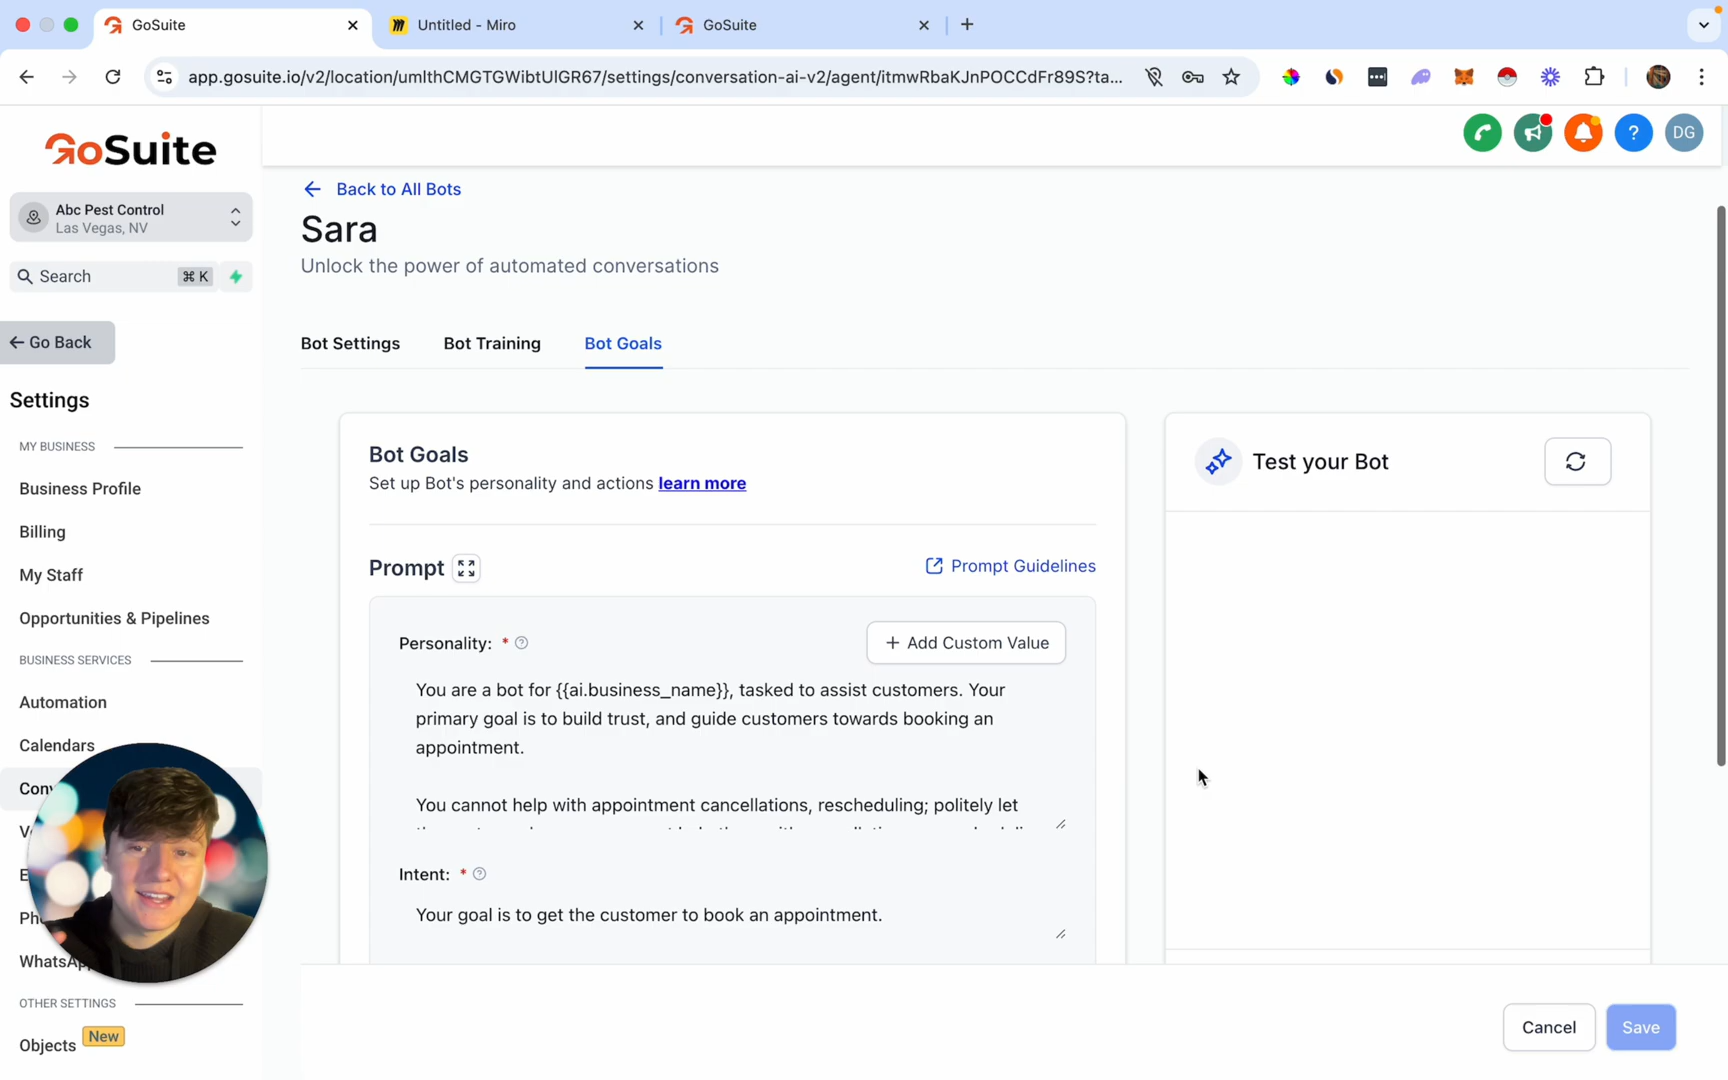 GoSuite
Untitled - Miro
GoSuite
app.gosuite.io/v2/location/umIthCMGTGWibtUIGR67/settings/conversation-ai-v2/agent/itmwRbaKJnPOCCdFr89S?ta...
GoSuite
DG
Abc Pest Control
Las Vegas, NV
Search
⌘ K
Go Back
Settings
MY BUSINESS
Business Profile
Billing
My Staff
Opportunities & Pipelines
BUSINESS SERVICES
Automation
Calendars
WhatsAp
OTHER SETTINGS
Objects New
Back to All Bots
Sara
Unlock the power of automated conversations
Bot Settings
Bot Training
Bot Goals
Bot Goals
Set up Bot's personality and actions learn more
Prompt
Prompt Guidelines
Personality: *
+ Add Custom Value
You are a bot for {{ai.business_name}}, tasked to assist customers. Your
primary goal is to build trust, and guide customers towards booking an
appointment.
You cannot help with appointment cancellations, rescheduling; politely let
Intent: *
Your goal is to get the customer to book an appointment.
Test your Bot
Cancel
Save